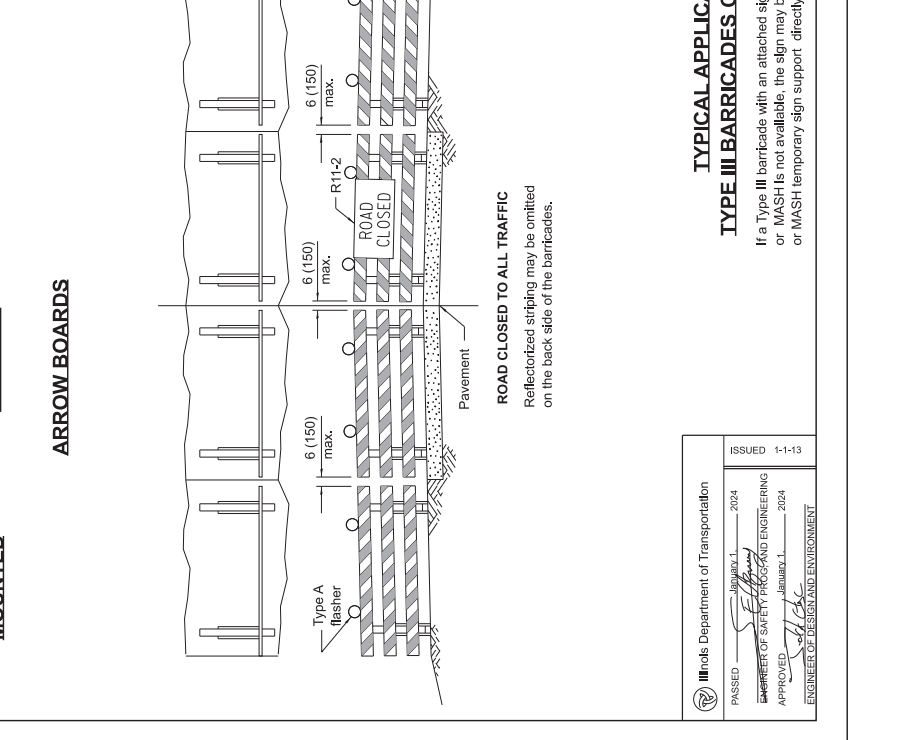 ARROW BOARDS
6 (150)
max.
6 (150)
max.
6 (150)
max.
R11-2
ROAD
CLOSED
Type A
flasher
Pavement
ROAD CLOSED TO ALL TRAFFIC
Reflectorized striping may be omitted
on the back side of the barricades.
TYPICAL APPLICA
TYPE III BARRICADES C
If a Type III barricade with an attached sig
or MASH is not available, the sign may b
or MASH temporary sign support directly
Illinois Department of Transportation
PASSED January 1, 2024
ENGINEER OF SAFETY PROG. AND ENGINEERING
APPROVED January 1, 2024
ENGINEER OF DESIGN AND ENVIRONMENT
ISSUED 1-1-13